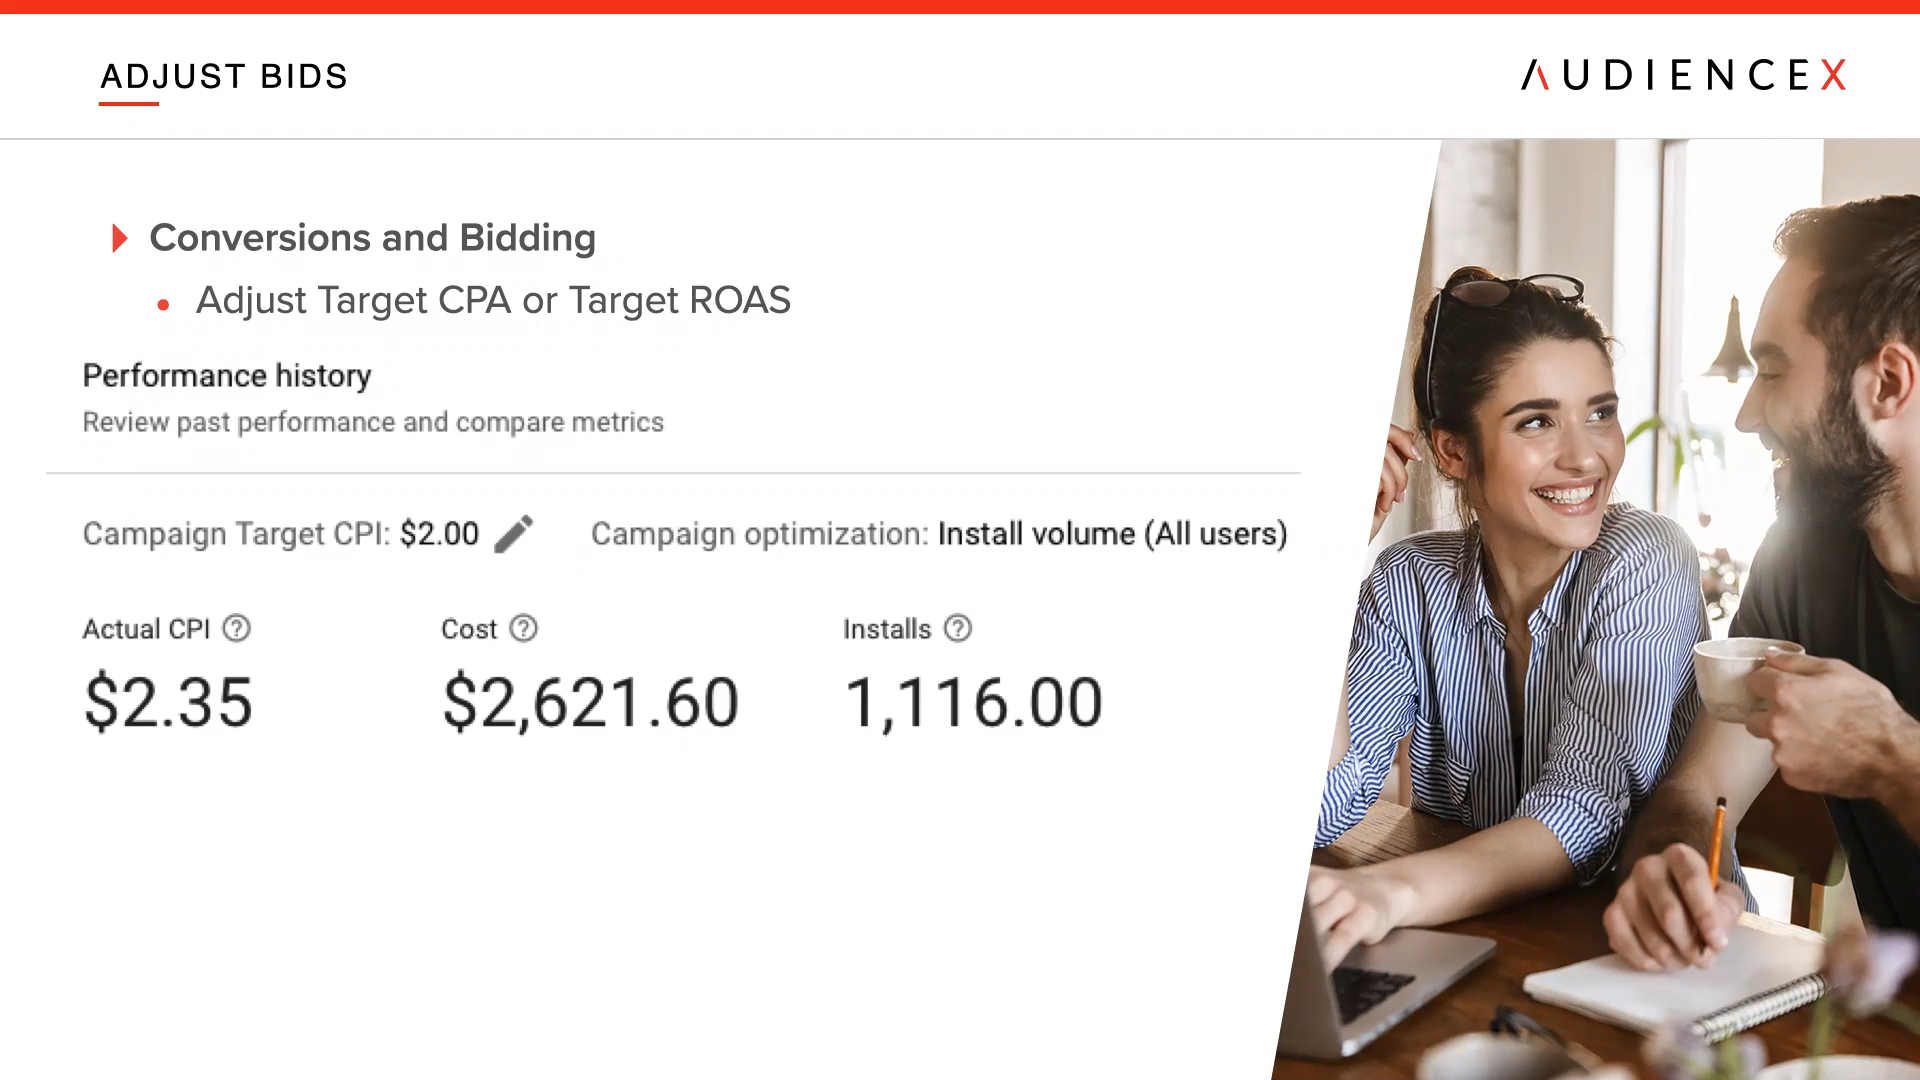 ADJUST BIDS
AUDIENCEX
Conversions and Bidding
Adjust Target CPA or Target ROAS
Performance history
Review past performance and compare metrics
Campaign Target CPI: $2.00 Campaign optimization: Install volume (All users)
Actual CPI Cost Installs
$2.35 $2,621.60 1,116.00